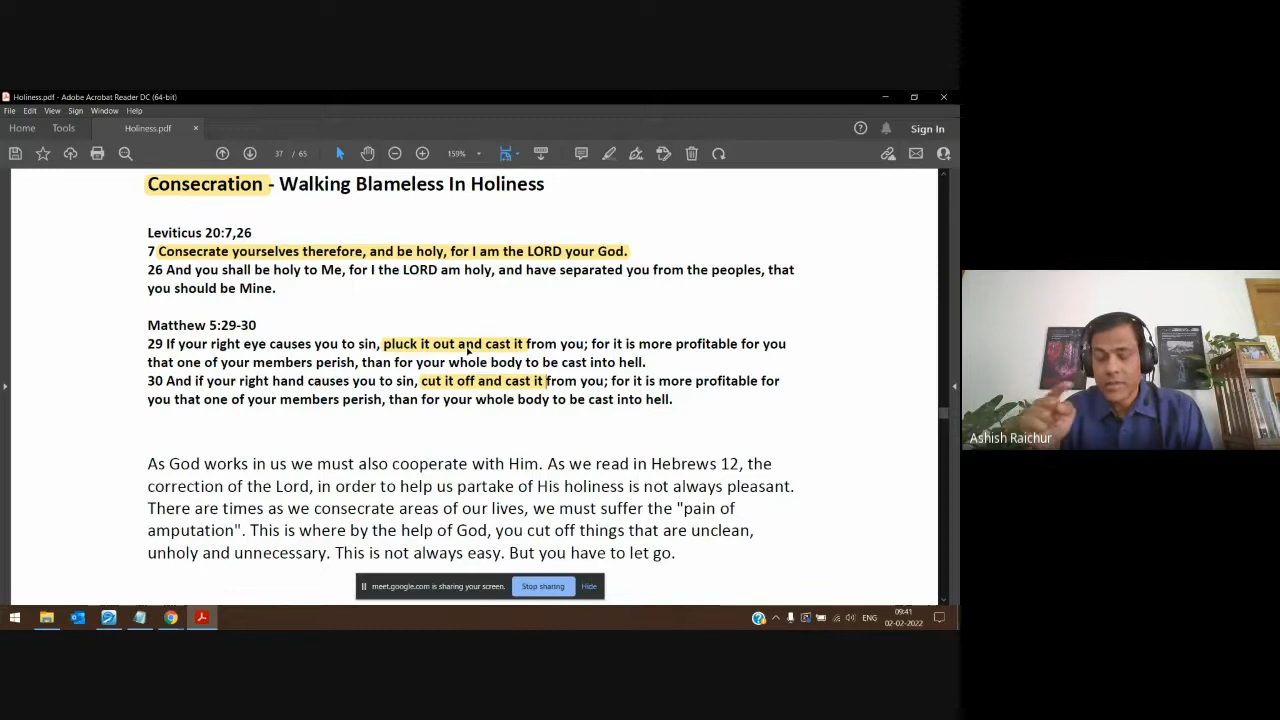 Holiness.pdf - Adobe Acrobat Reader DC (64-bit)
File Edit View Sign Window Help
Home Tools Holiness.pdf × Sign In
37 / 65 159%
Consecration - Walking Blameless In Holiness
Leviticus 20:7,26
7 Consecrate yourselves therefore, and be holy, for I am the LORD your God.
26 And you shall be holy to Me, for I the LORD am holy, and have separated you from the peoples, that
you should be Mine.
Matthew 5:29-30
29 If your right eye causes you to sin, pluck it out and cast it from you; for it is more profitable for you
that one of your members perish, than for your whole body to be cast into hell.
30 And if your right hand causes you to sin, cut it off and cast it from you; for it is more profitable for
you that one of your members perish, than for your whole body to be cast into hell.
Ashish Raichur
As God works in us we must also cooperate with Him. As we read in Hebrews 12, the
correction of the Lord, in order to help us partake of His holiness is not always pleasant.
There are times as we consecrate areas of our lives, we must suffer the "pain of
amputation". This is where by the help of God, you cut off things that are unclean,
unholy and unnecessary. This is not always easy. But you have to let go.
meet.google.com is sharing your screen. Stop sharing Hide
ENG 09:41
02-02-2022